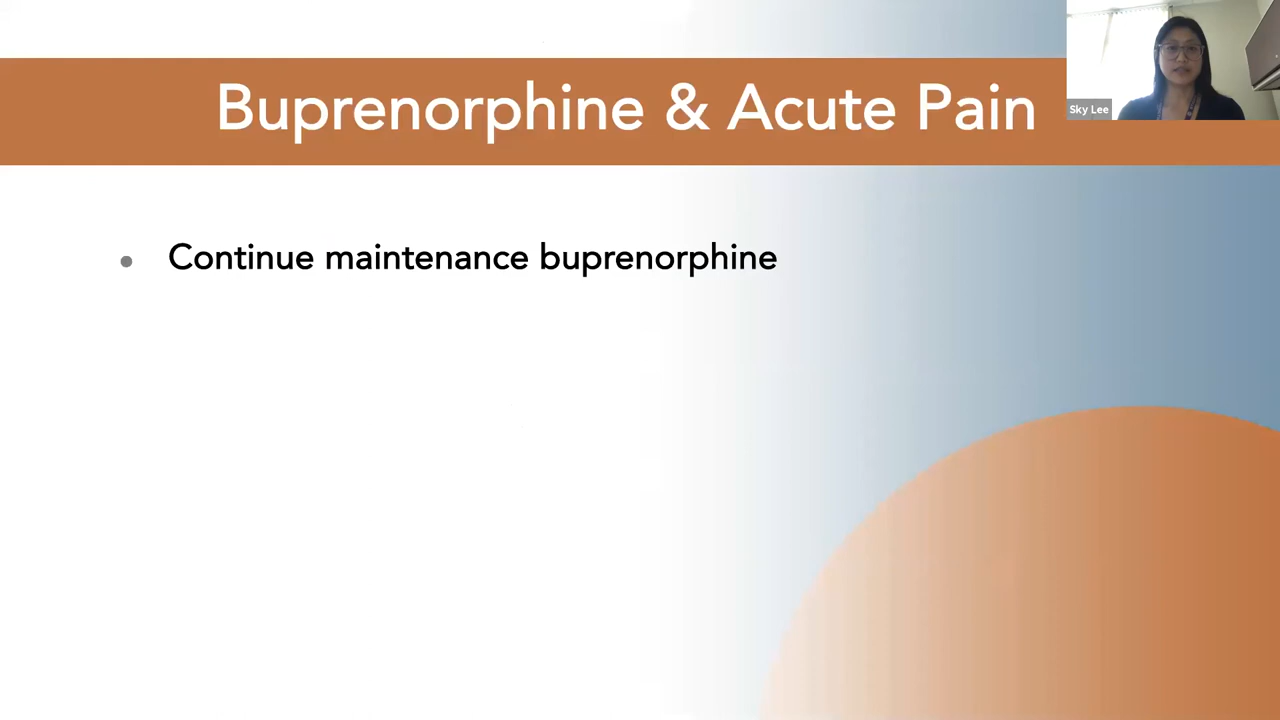 Buprenorphine & Acute Pain
Sky Lee
• Continue maintenance buprenorphine